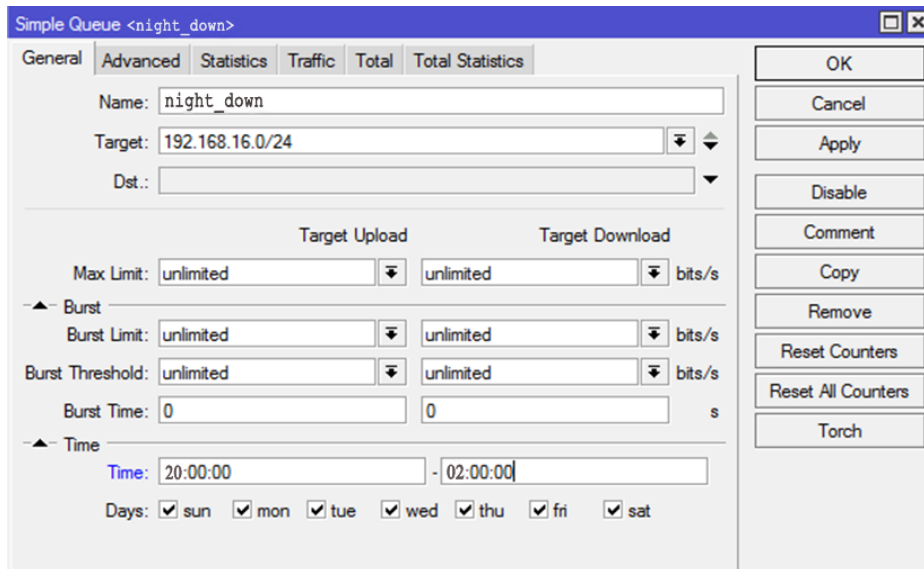 Simple Queue <night_down>
General Advanced Statistics Traffic Total Total Statistics
OK
Name: night_down
Cancel
Target: 192.168.16.0/24
Apply
Dst.:
Disable
Target Upload Target Download
Comment
Max Limit: unlimited unlimited bits/s
Copy
Burst
Remove
Burst Limit: unlimited unlimited bits/s
Reset Counters
Burst Threshold: unlimited unlimited bits/s
Reset All Counters
Burst Time: 0 0 s
Torch
Time
Time: 20:00:00 - 02:00:00
Days: sun mon tue wed thu fri sat